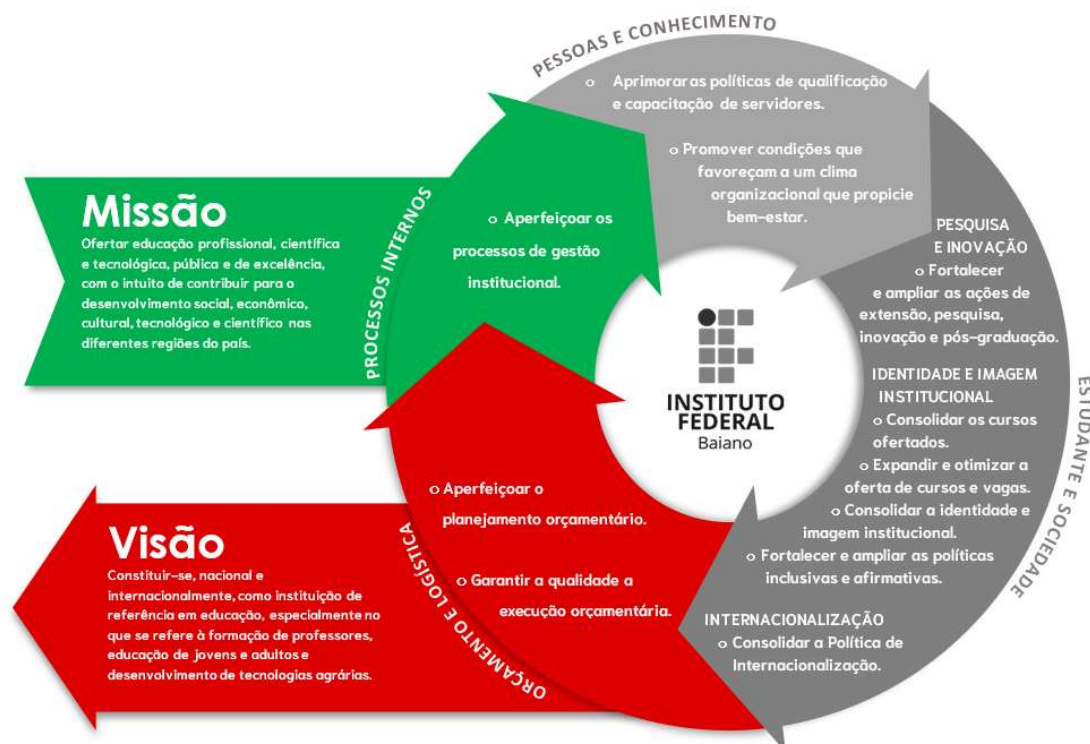 Missão
Ofertar educação profissional, científica
e tecnológica, pública e de excelência,
com o intuito de contribuir para o
desenvolvimento social, econômico,
cultural, tecnológico e científico nas
diferentes regiões do país.
PROCESSOS INTERNOS
o Aperfeiçoar os
processos de gestão
institucional.
PESSOAS E CONHECIMENTO
o Aprimorar as políticas de qualificação
e capacitação de servidores.
o Promover condições que
favoreçam a um clima
organizacional que propicie
bem-estar.
ESTUDANTE E SOCIEDADE
PESQUISA
E INOVAÇÃO
o Fortalecer
e ampliar as ações de
extensão, pesquisa,
inovação e pós-graduação.
IDENTIDADE E IMAGEM
INSTITUCIONAL
o Consolidar os cursos
ofertados.
o Expandir e otimizar a
oferta de cursos e vagas.
o Consolidar a identidade e
imagem institucional.
o Fortalecer e ampliar as políticas
inclusivas e afirmativas.
INTERNACIONALIZAÇÃO
o Consolidar a Política de
Internacionalização.
INSTITUTO
FEDERAL
Baiano
ORÇAMENTO E LOGÍSTICA
o Aperfeiçoar o
planejamento orçamentário.
o Garantir a qualidade a
execução orçamentária.
Visão
Constituir-se, nacional e
internacionalmente, como instituição de
referência em educação, especialmente no
que se refere à formação de professores,
educação de jovens e adultos e
desenvolvimento de tecnologias agrárias.